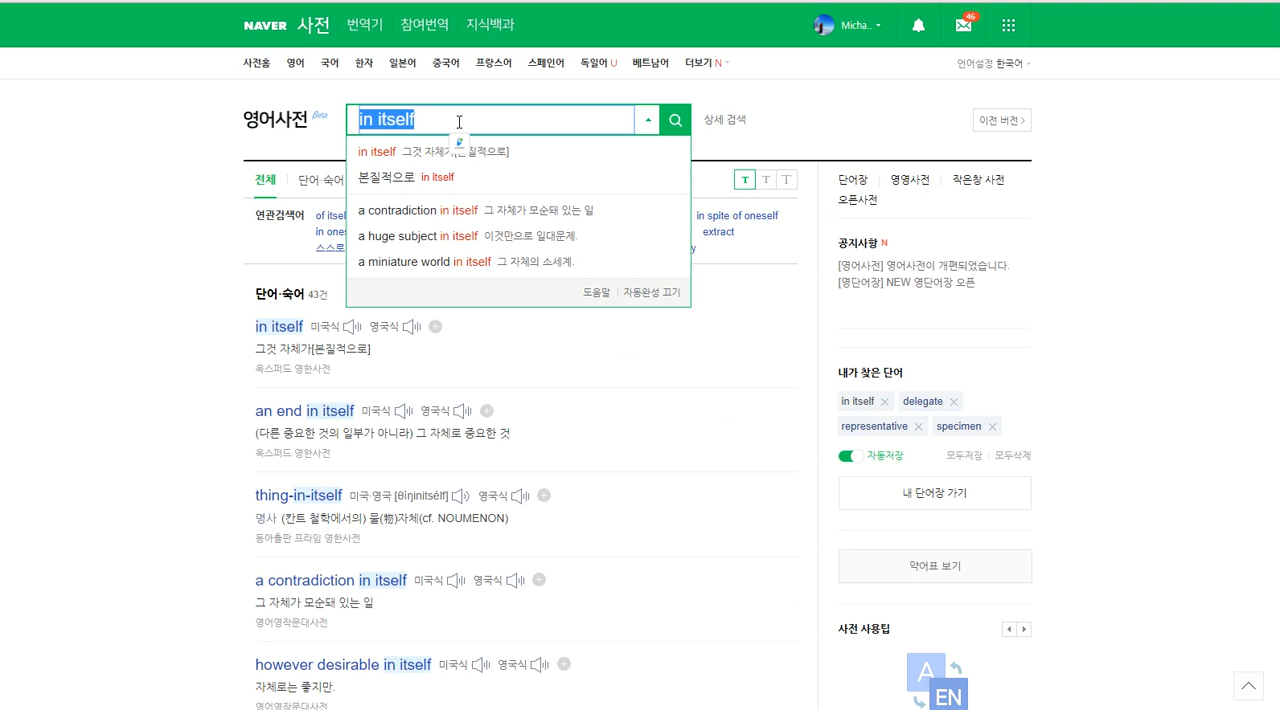 NAVER 사전 번역기 참여번역 지식백과 Micha.. 46
사전홈 영어 국어 한자 일본어 중국어 프랑스어 스페인어 독일어 U 베트남어 더보기 N 언어설정 한국어
영어사전 Beta in itself 상세 검색 이전 버전
in itself 그것 자체가[본질적으로]
본질적으로 in itself
a contradiction in itself 그 자체가 모순돼 있는 일
a huge subject in itself 이것만으로 일대문제.
a miniature world in itself 그 자체의 소세계.
도움말 자동완성 끄기
전체 단어·숙어 T T T
연관검색어 of itself in spite of oneself
extract
단어·숙어 43건
in itself 미국식 영국식
그것 자체가[본질적으로]
옥스퍼드 영한사전
an end in itself 미국식 영국식
(다른 중요한 것의 일부가 아니라) 그 자체로 중요한 것
옥스퍼드 영한사전
thing-in-itself 미국 영국 [θìŋinitsélf] 영국식
명사 (칸트 철학에서의) 물(物)자체(cf. NOUMENON)
동아출판 프라임 영한사전
a contradiction in itself 미국식 영국식
그 자체가 모순돼 있는 일
영어영작문대사전
however desirable in itself 미국식 영국식
자체로는 좋지만.
영어영작문대사전
단어장 영영사전 작은창 사전
오픈사전
공지사항 N
[영어사전] 영어사전이 개편되었습니다.
[영단어장] NEW 영단어장 오픈
내가 찾은 단어
in itself delegate
representative specimen
자동저장 모두저장 모두삭제
내 단어장 가기
약어표 보기
사전 사용팁
A
EN